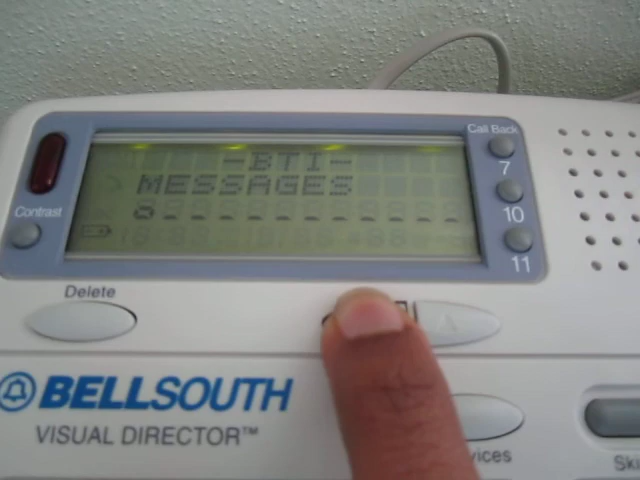 Call Back
-BTI-
MESSAGES
7
10
11
Contrast
Delete
BELLSOUTH
VISUAL DIRECTOR™